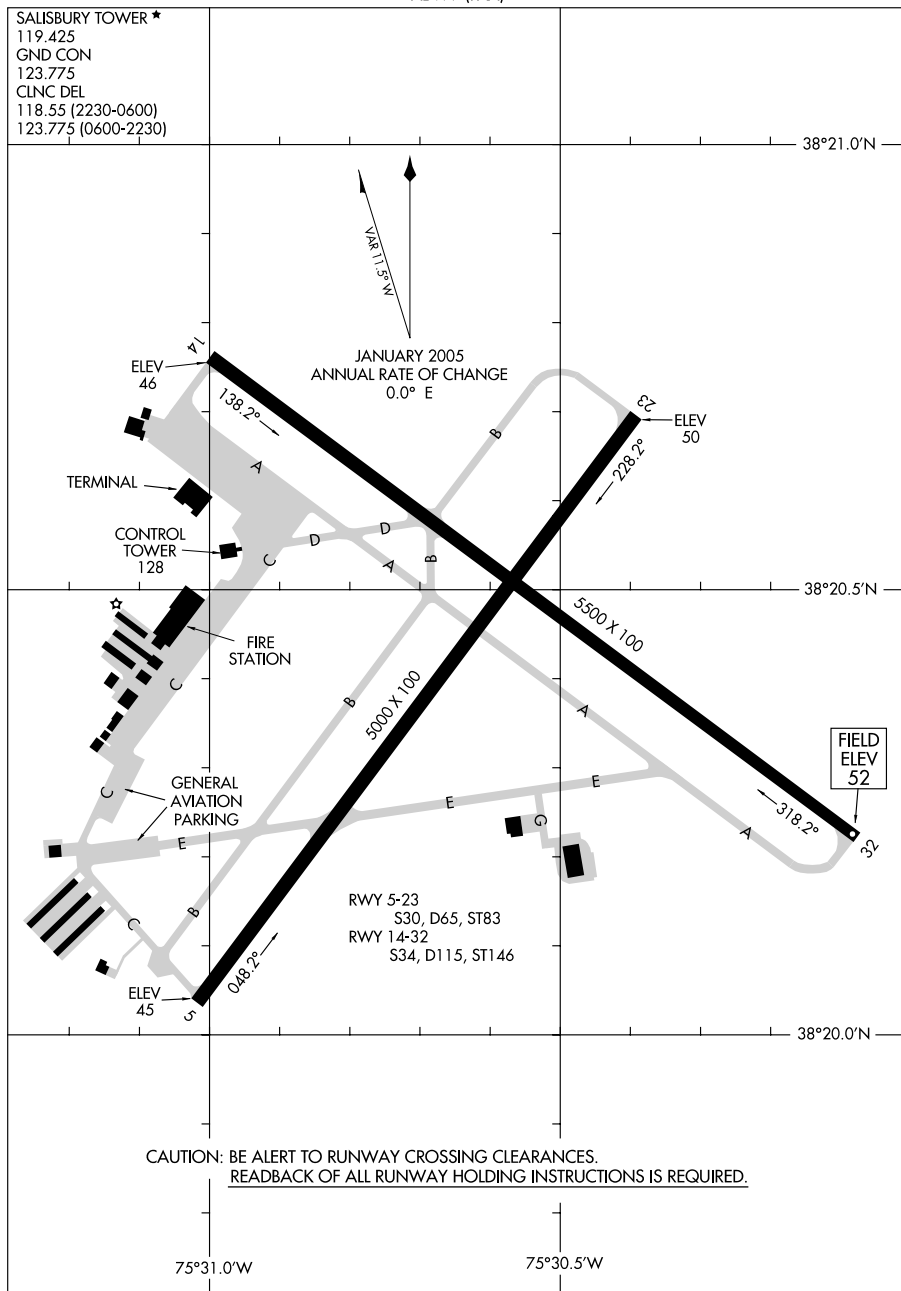 SALISBURY TOWER ★
119.425
GND CON
123.775
CLNC DEL
118.55 (2230-0600)
123.775 (0600-2230)
38°21.0'N
VAR 11.5° W
JANUARY 2005
ANNUAL RATE OF CHANGE
0.0° E
14
ELEV
46
138.2°
23
ELEV
50
228.2°
B
A
TERMINAL
CONTROL
TOWER
128
D
D
C
A
B
38°20.5'N
5500 X 100
FIRE
STATION
C
B
5000 X 100
A
FIELD
ELEV
52
GENERAL
AVIATION
PARKING
C
E
E
E
G
318.2°
A
32
RWY 5-23
S30, D65, ST83
RWY 14-32
S34, D115, ST146
C
B
048.2°
ELEV
45
5
38°20.0'N
CAUTION: BE ALERT TO RUNWAY CROSSING CLEARANCES.
READBACK OF ALL RUNWAY HOLDING INSTRUCTIONS IS REQUIRED.
75°31.0'W
75°30.5'W